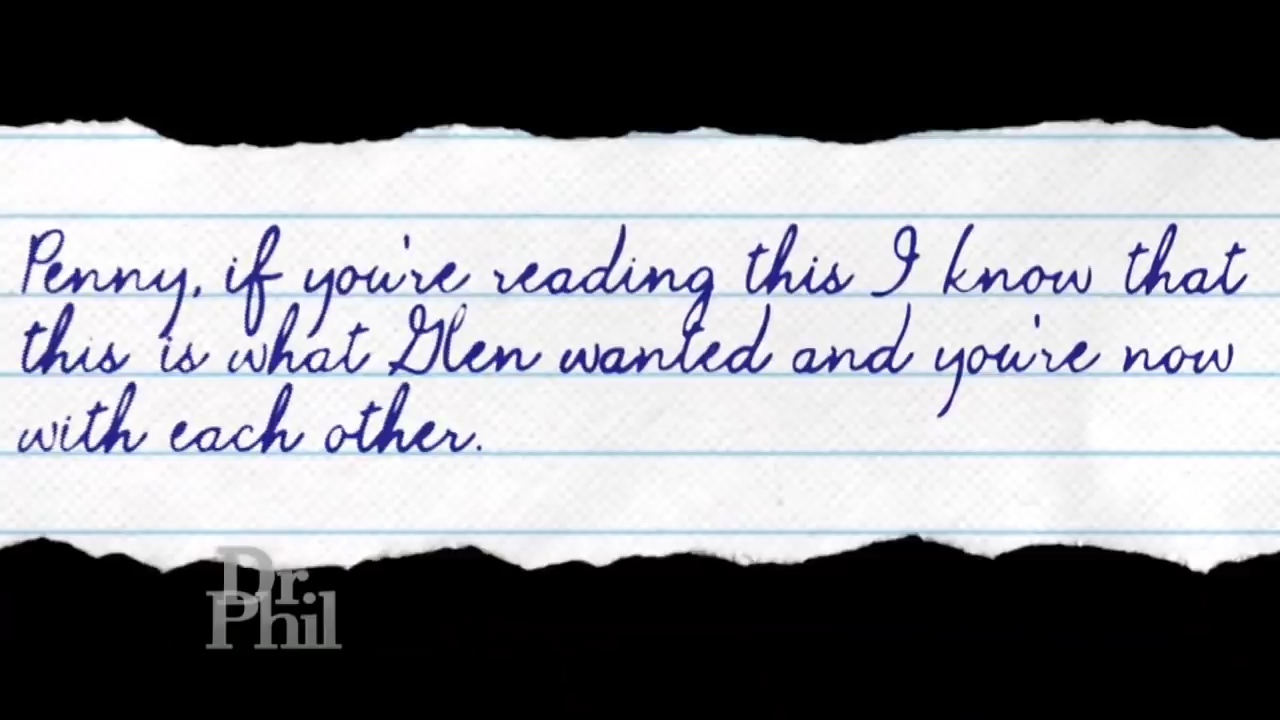 Penny, if you're reading this I know that
this is what Glen wanted and you're now
with each other.
Dr.
Phil